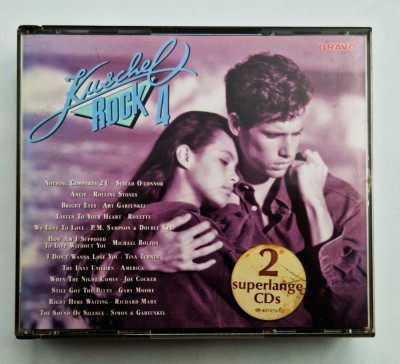 Kuschel
ROCK 4
BRAVO
NOTHING COMPARES 2 U - SINEAD O'CONNOR
ANGIE - ROLLING STONES
BRIGHT EYES - ART GARFUNKEL
LISTEN TO YOUR HEART - ROXETTE
WE LOVE TO LOVE - P.M. SAMPSON & DOUBLE KEY
HOW AM I SUPPOSED
TO LIVE WITHOUT YOU - MICHAEL BOLTON
I DON'T WANNA LOSE YOU - TINA TURNER
THE LAST UNICORN - AMERICA
WHEN THE NIGHT COMES - JOE COCKER
STILL GOT THE BLUES - GARY MOORE
RIGHT HERE WAITING - RICHARD MARX
THE SOUND OF SILENCE - SIMON & GARFUNKEL
2
superlange
CDs